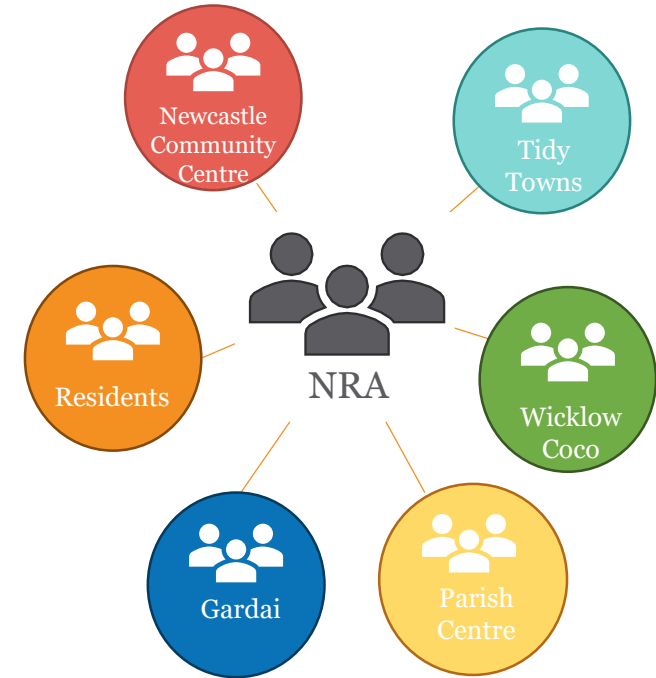 Newcastle
Community
Centre
Tidy
Towns
NRA
Residents
Wicklow
Coco
Gardai
Parish
Centre